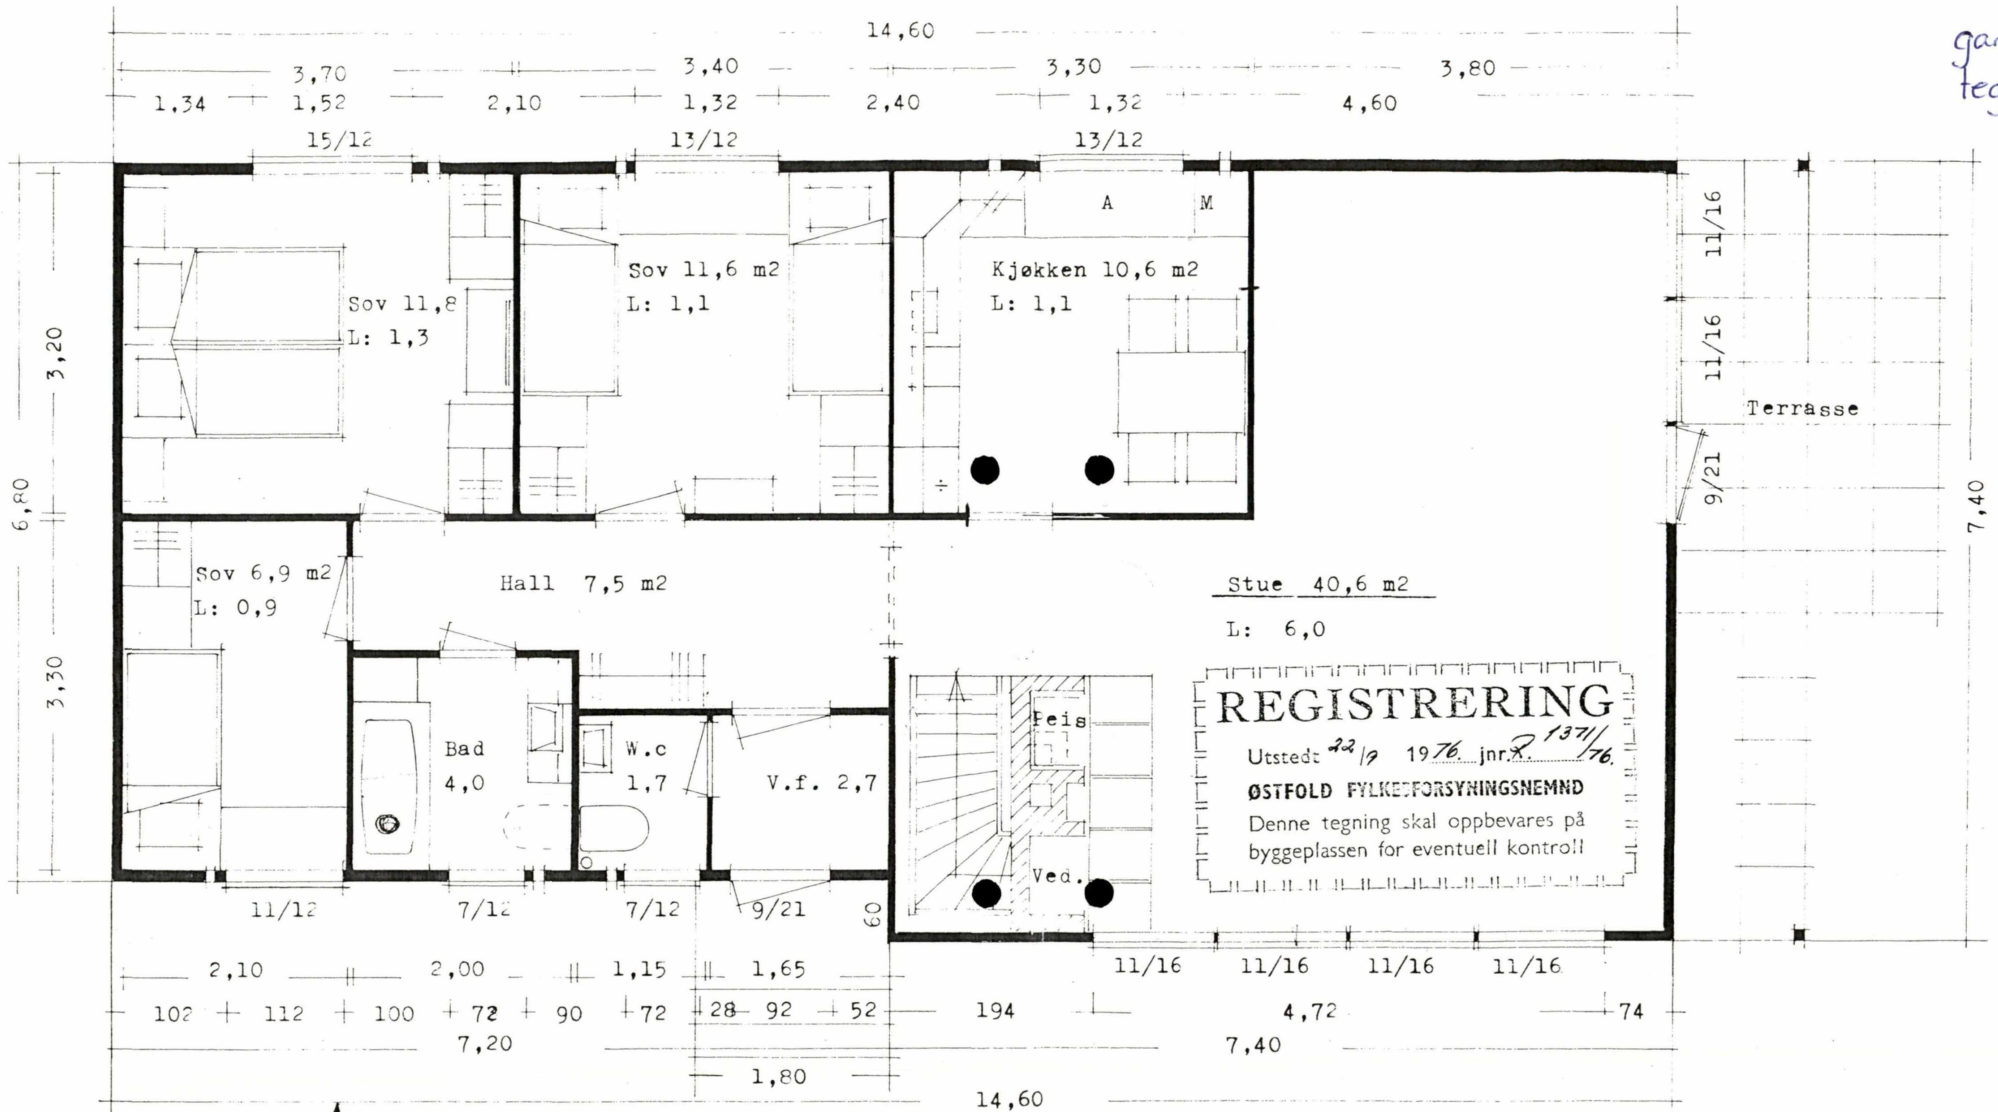 14,60
3,70 3,40 3,30 3,80
1,34 1,52 2,10 1,32 2,40 1,32 4,60
15/12 13/12 13/12
A M
11/16
Sov 11,8
L: 1,3
Sov 11,6 m2
L: 1,1
Kjøkken 10,6 m2
L: 1,1
11/16
Terrasse
9/21
3,20
6,80
7,40
3,30
Sov 6,9 m2
L: 0,9
Hall 7,5 m2
Stue 40,6 m2
L: 6,0
Bad
4,0
W.c
1,7
V.f. 2,7
Peis
Ved.
REGISTRERING
Utstedt 22/9 1976. jnr. R. 1371/76.
ØSTFOLD FYLKESFORSYNINGSNEMND
Denne tegning skal oppbevares på
byggeplassen for eventuell kontroll
11/12 7/12 7/12 9/21 60
11/16 11/16 11/16 11/16
2,10 2,00 1,15 1,65
102 112 100 72 90 72 28 92 52 194 4,72 74
7,20 7,40
1,80
14,60